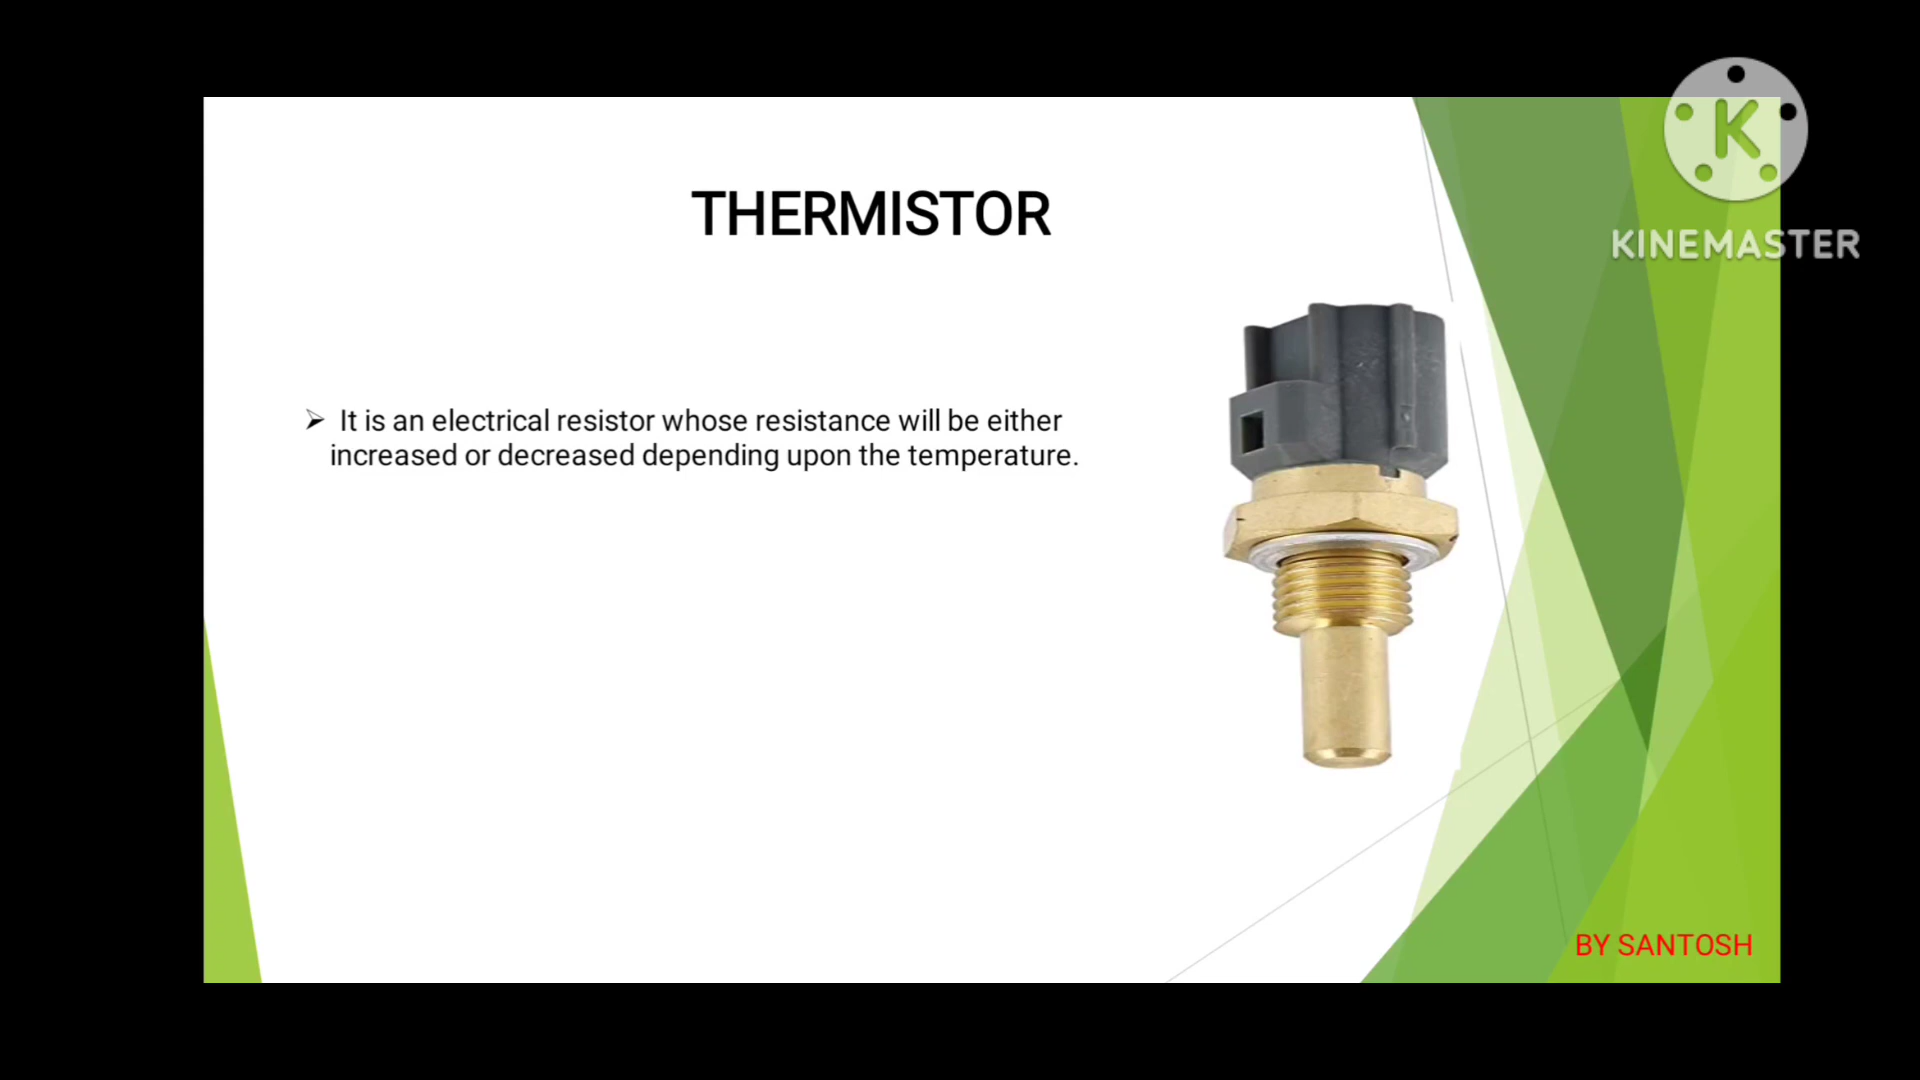 K
KINEMASTER
THERMISTOR
➢ It is an electrical resistor whose resistance will be either
increased or decreased depending upon the temperature.
BY SANTOSH